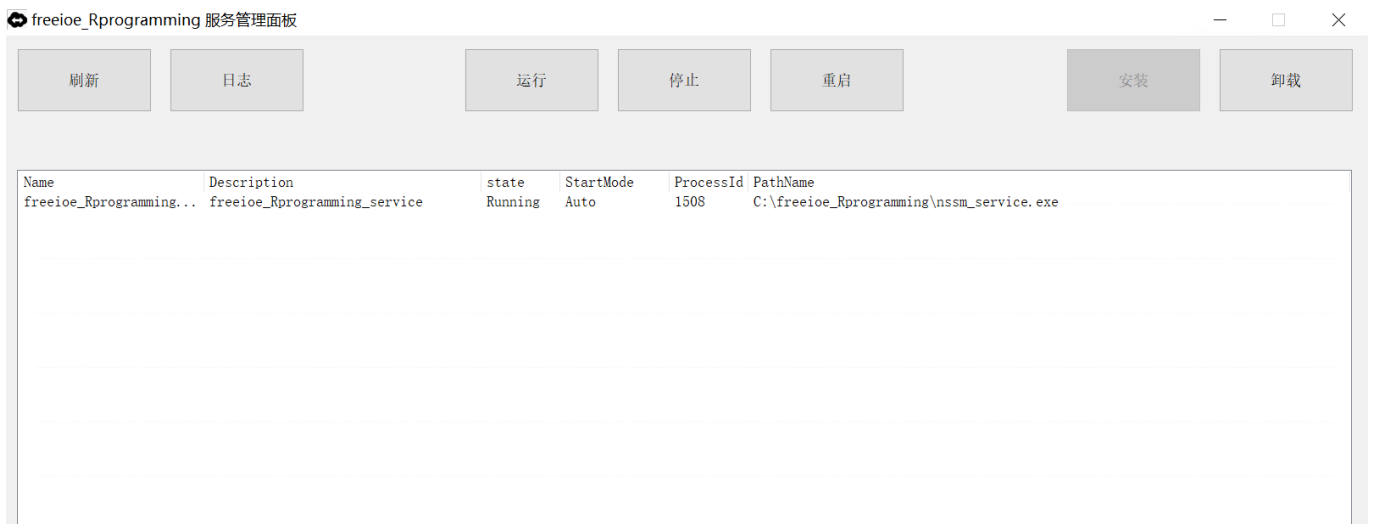 freeioe_Rprogramming 服务管理面板
刷新 日志 运行 停止 重启 安装 卸载
Name Description state StartMode ProcessId PathName
freeioe_Rprogramming... freeioe_Rprogramming_service Running Auto 1508 C:\freeioe_Rprogramming\nssm_service.exe